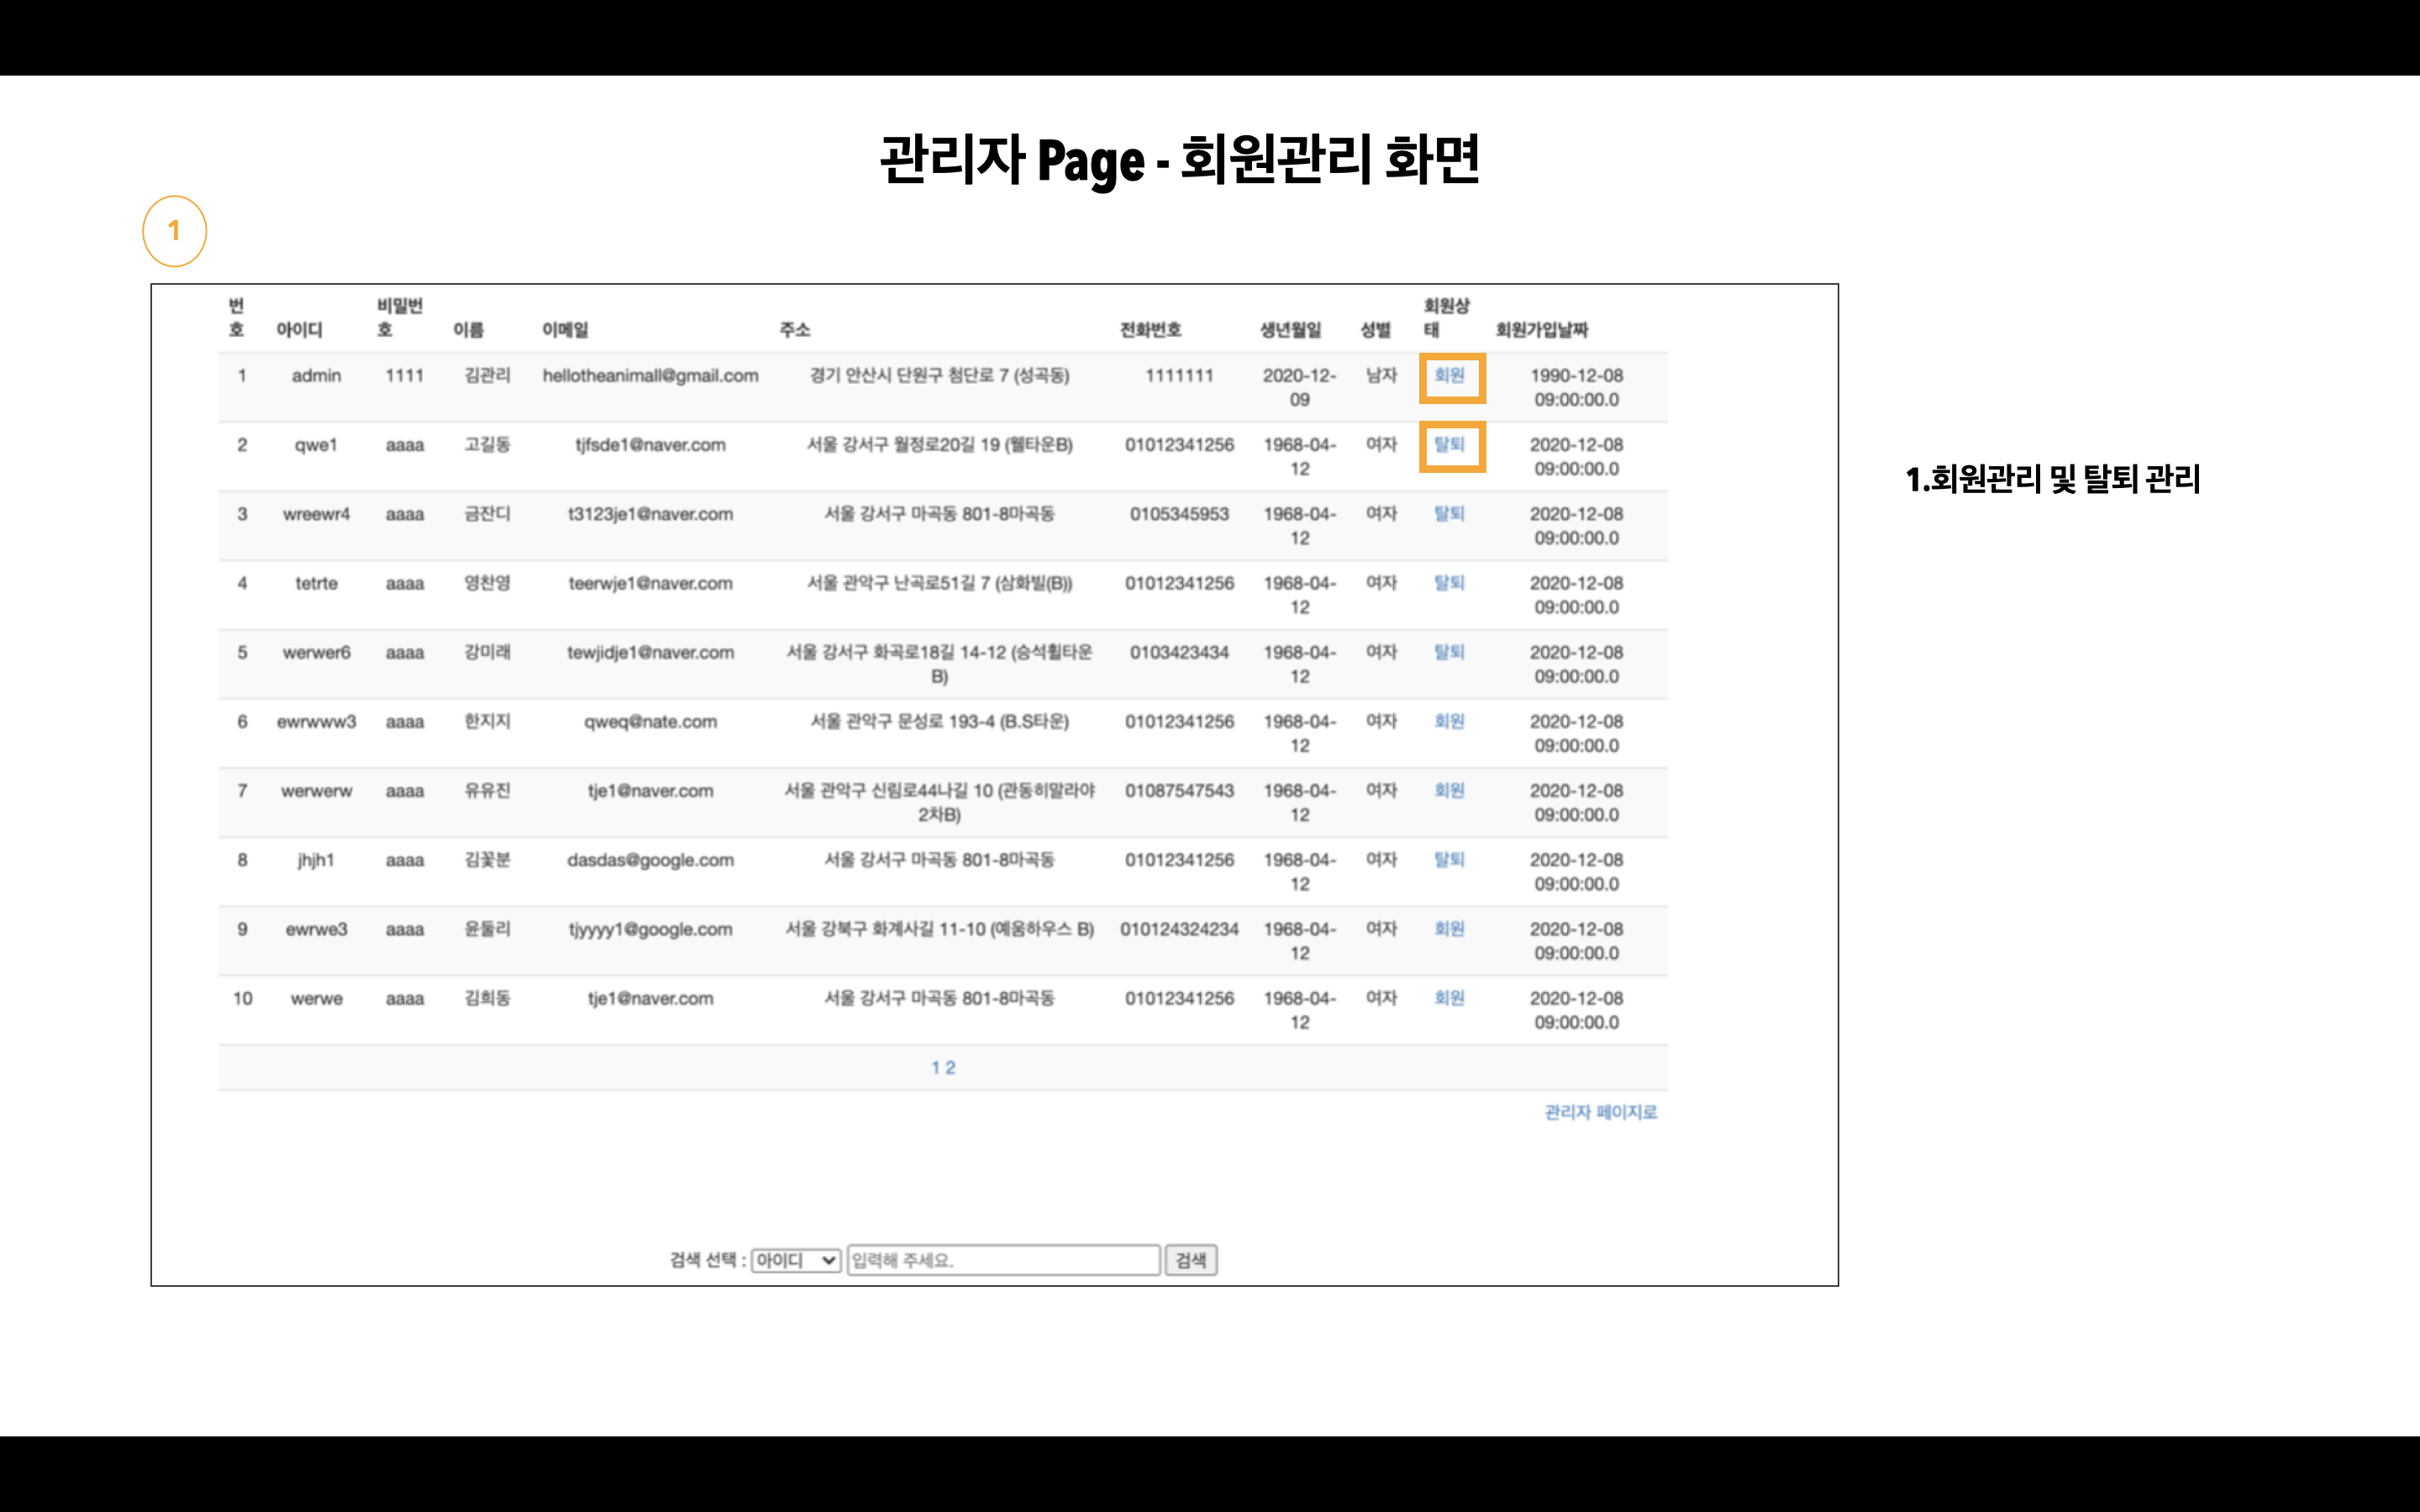 관리자 Page - 회원관리 화면
1
번호 아이디 비밀번호 이름 이메일 주소 전화번호 생년월일 성별 회원상태 회원가입날짜
1 admin 1111 김관리 hellotheanimall@gmail.com 경기 안산시 단원구 첨단로 7 (성곡동) 1111111 2020-12-09 남자 회원 1990-12-08 09:00:00.0
2 qwe1 aaaa 고길동 tjfsde1@naver.com 서울 강서구 월정로20길 19 (웰타운B) 01012341256 1968-04-12 여자 탈퇴 2020-12-08 09:00:00.0
3 wreewr4 aaaa 금잔디 t3123je1@naver.com 서울 강서구 마곡동 801-8마곡동 0105345953 1968-04-12 여자 탈퇴 2020-12-08 09:00:00.0
4 tetrte aaaa 영찬영 teerwje1@naver.com 서울 관악구 난곡로51길 7 (삼화빌(B)) 01012341256 1968-04-12 여자 탈퇴 2020-12-08 09:00:00.0
5 werwer6 aaaa 강미래 tewjidje1@naver.com 서울 강서구 화곡로18길 14-12 (승석휠타운B) 0103423434 1968-04-12 여자 탈퇴 2020-12-08 09:00:00.0
6 ewrwww3 aaaa 한지지 qweq@nate.com 서울 관악구 문성로 193-4 (B.S타운) 01012341256 1968-04-12 여자 회원 2020-12-08 09:00:00.0
7 werwerw aaaa 유유진 tje1@naver.com 서울 관악구 신림로44나길 10 (관동히말라야2차B) 01087547543 1968-04-12 여자 회원 2020-12-08 09:00:00.0
8 jhjh1 aaaa 김꽃분 dasdas@google.com 서울 강서구 마곡동 801-8마곡동 01012341256 1968-04-12 여자 탈퇴 2020-12-08 09:00:00.0
9 ewrwe3 aaaa 윤둘리 tjyyyy1@google.com 서울 강북구 화계사길 11-10 (예움하우스 B) 010124324234 1968-04-12 여자 회원 2020-12-08 09:00:00.0
10 werwe aaaa 김희동 tje1@naver.com 서울 강서구 마곡동 801-8마곡동 01012341256 1968-04-12 여자 회원 2020-12-08 09:00:00.0
1 2
관리자 페이지로
검색 선택 : 아이디 입력해 주세요. 검색
1.회원관리 및 탈퇴 관리